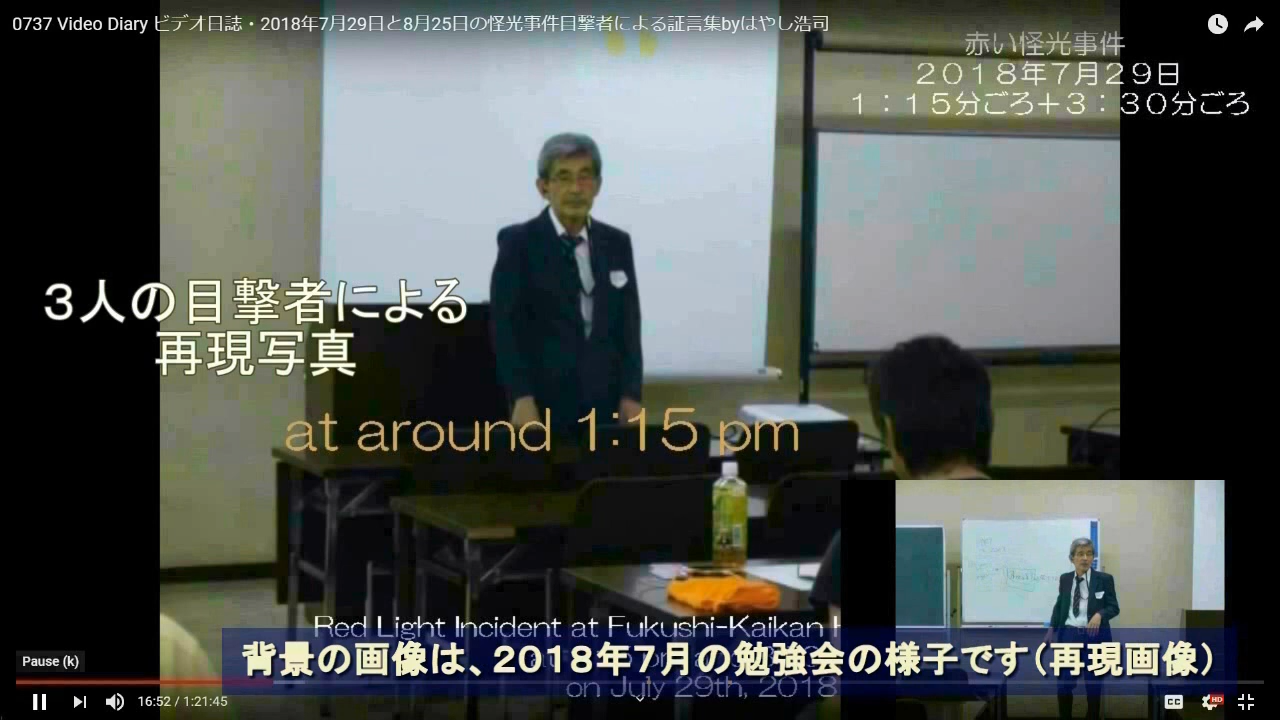 0737 Video Diary ビデオ日誌・2018年7月29日と8月25日の怪光事件目撃者による証言集byはやし浩司
赤い怪光事件
２０１８年７月２９日
１：１５分ごろ＋３：３０分ごろ
３人の目撃者による
再現写真
at around 1:15 pm
Red Light Incident at Fukushi-Kaikan H
背景の画像は、２０１８年７月の勉強会の様子です（再現画像）
on July 29th, 2018
Pause (k)
16:52 / 1:21:45
CC
HD